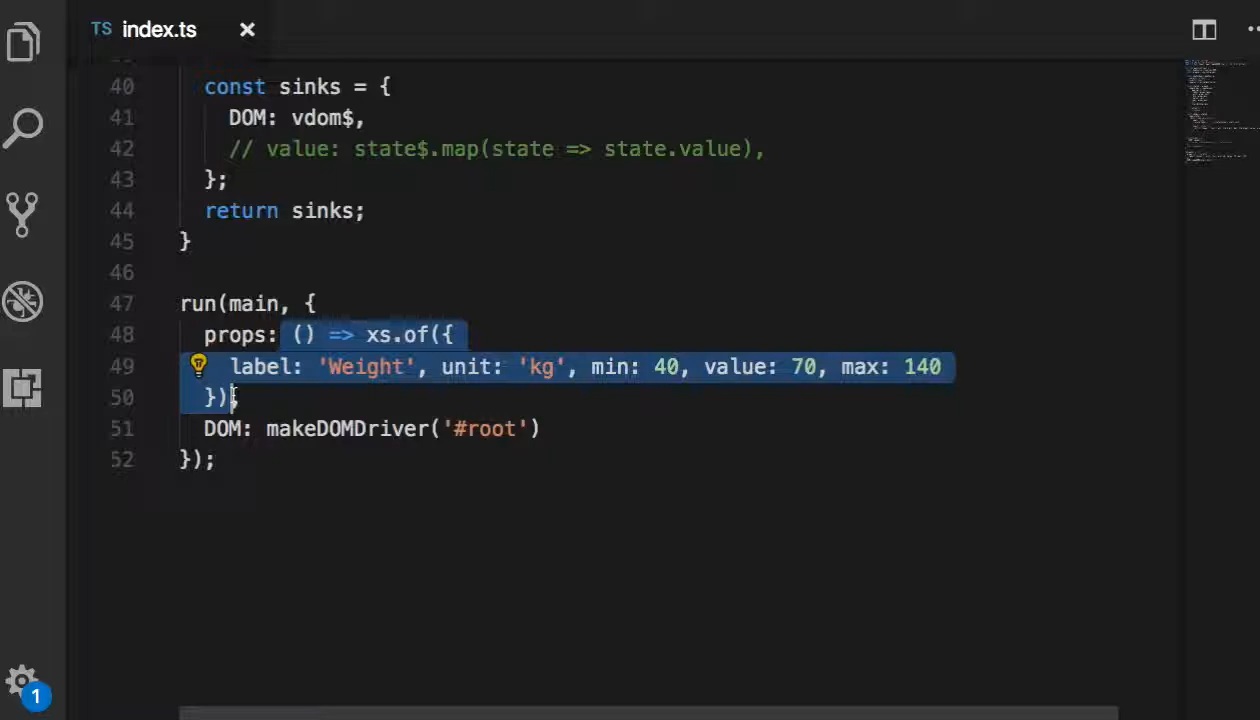 TS index.ts
40 const sinks = {
41 DOM: vdom$,
42 // value: state$.map(state => state.value),
43 };
44 return sinks;
45 }
46
47 run(main, {
48 props: () => xs.of({
49 label: 'Weight', unit: 'kg', min: 40, value: 70, max: 140
50 }),
51 DOM: makeDOMDriver('#root')
52 });
1